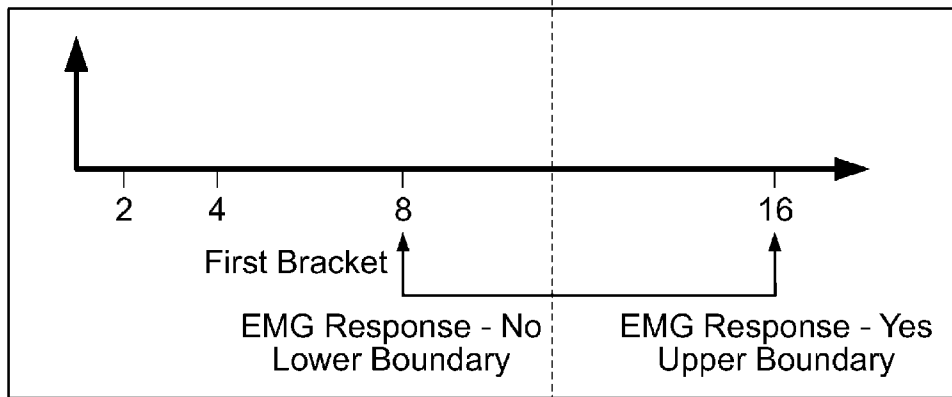 2 4 8 16
First Bracket
EMG Response - No EMG Response - Yes
Lower Boundary Upper Boundary